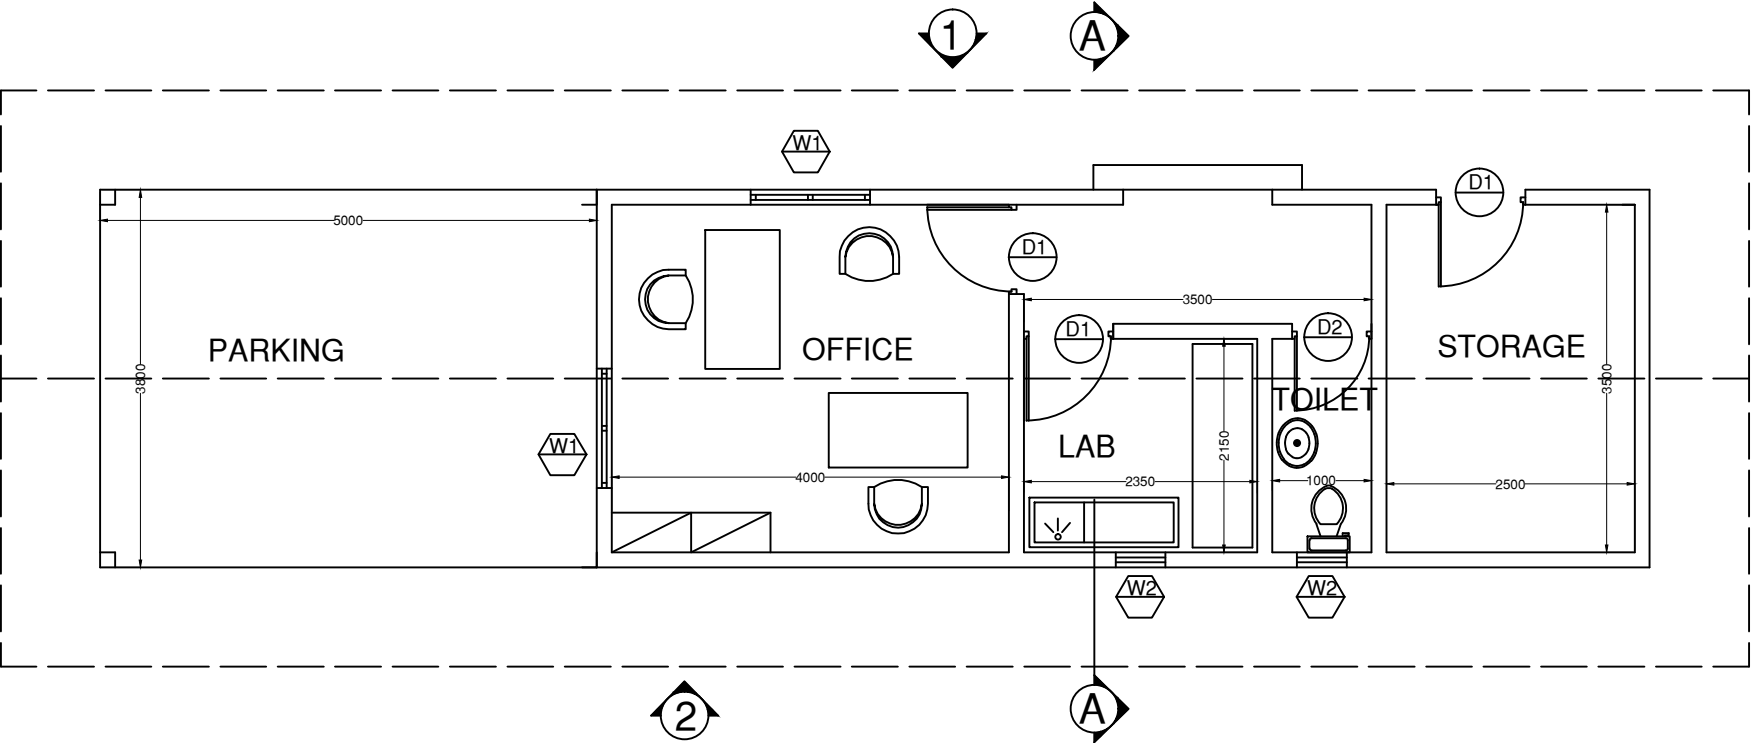 1
A
W1
D1
5000
D1
3500
D1
D2
PARKING
OFFICE
STORAGE
3800
3500
TOILET
W1
LAB
2150
4000
2350
1000
2500
W2
W2
2
A